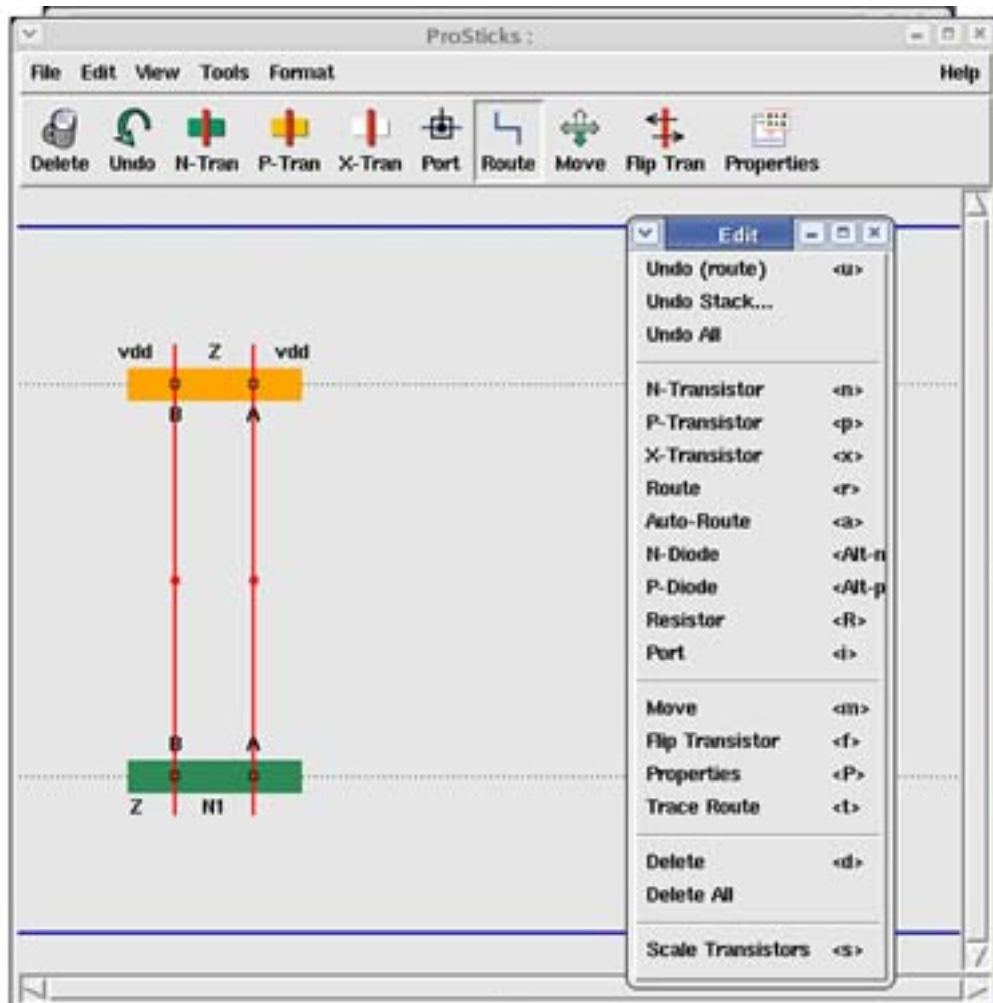 ProSticks :
File Edit View Tools Format Help
Delete Undo N-Tran P-Tran X-Tran Port Route Move Flip Tran Properties
Edit
Undo (route) <u>
Undo Stack...
Undo All
N-Transistor <n>
P-Transistor <p>
X-Transistor <x>
Route <r>
Auto-Route <a>
N-Diode <Alt-n
P-Diode <Alt-p
Resistor <R>
Port <i>
Move <m>
Flip Transistor <f>
Properties <P>
Trace Route <t>
Delete <d>
Delete All
Scale Transistors <s>
vdd Z vdd
B A
B A
Z N1